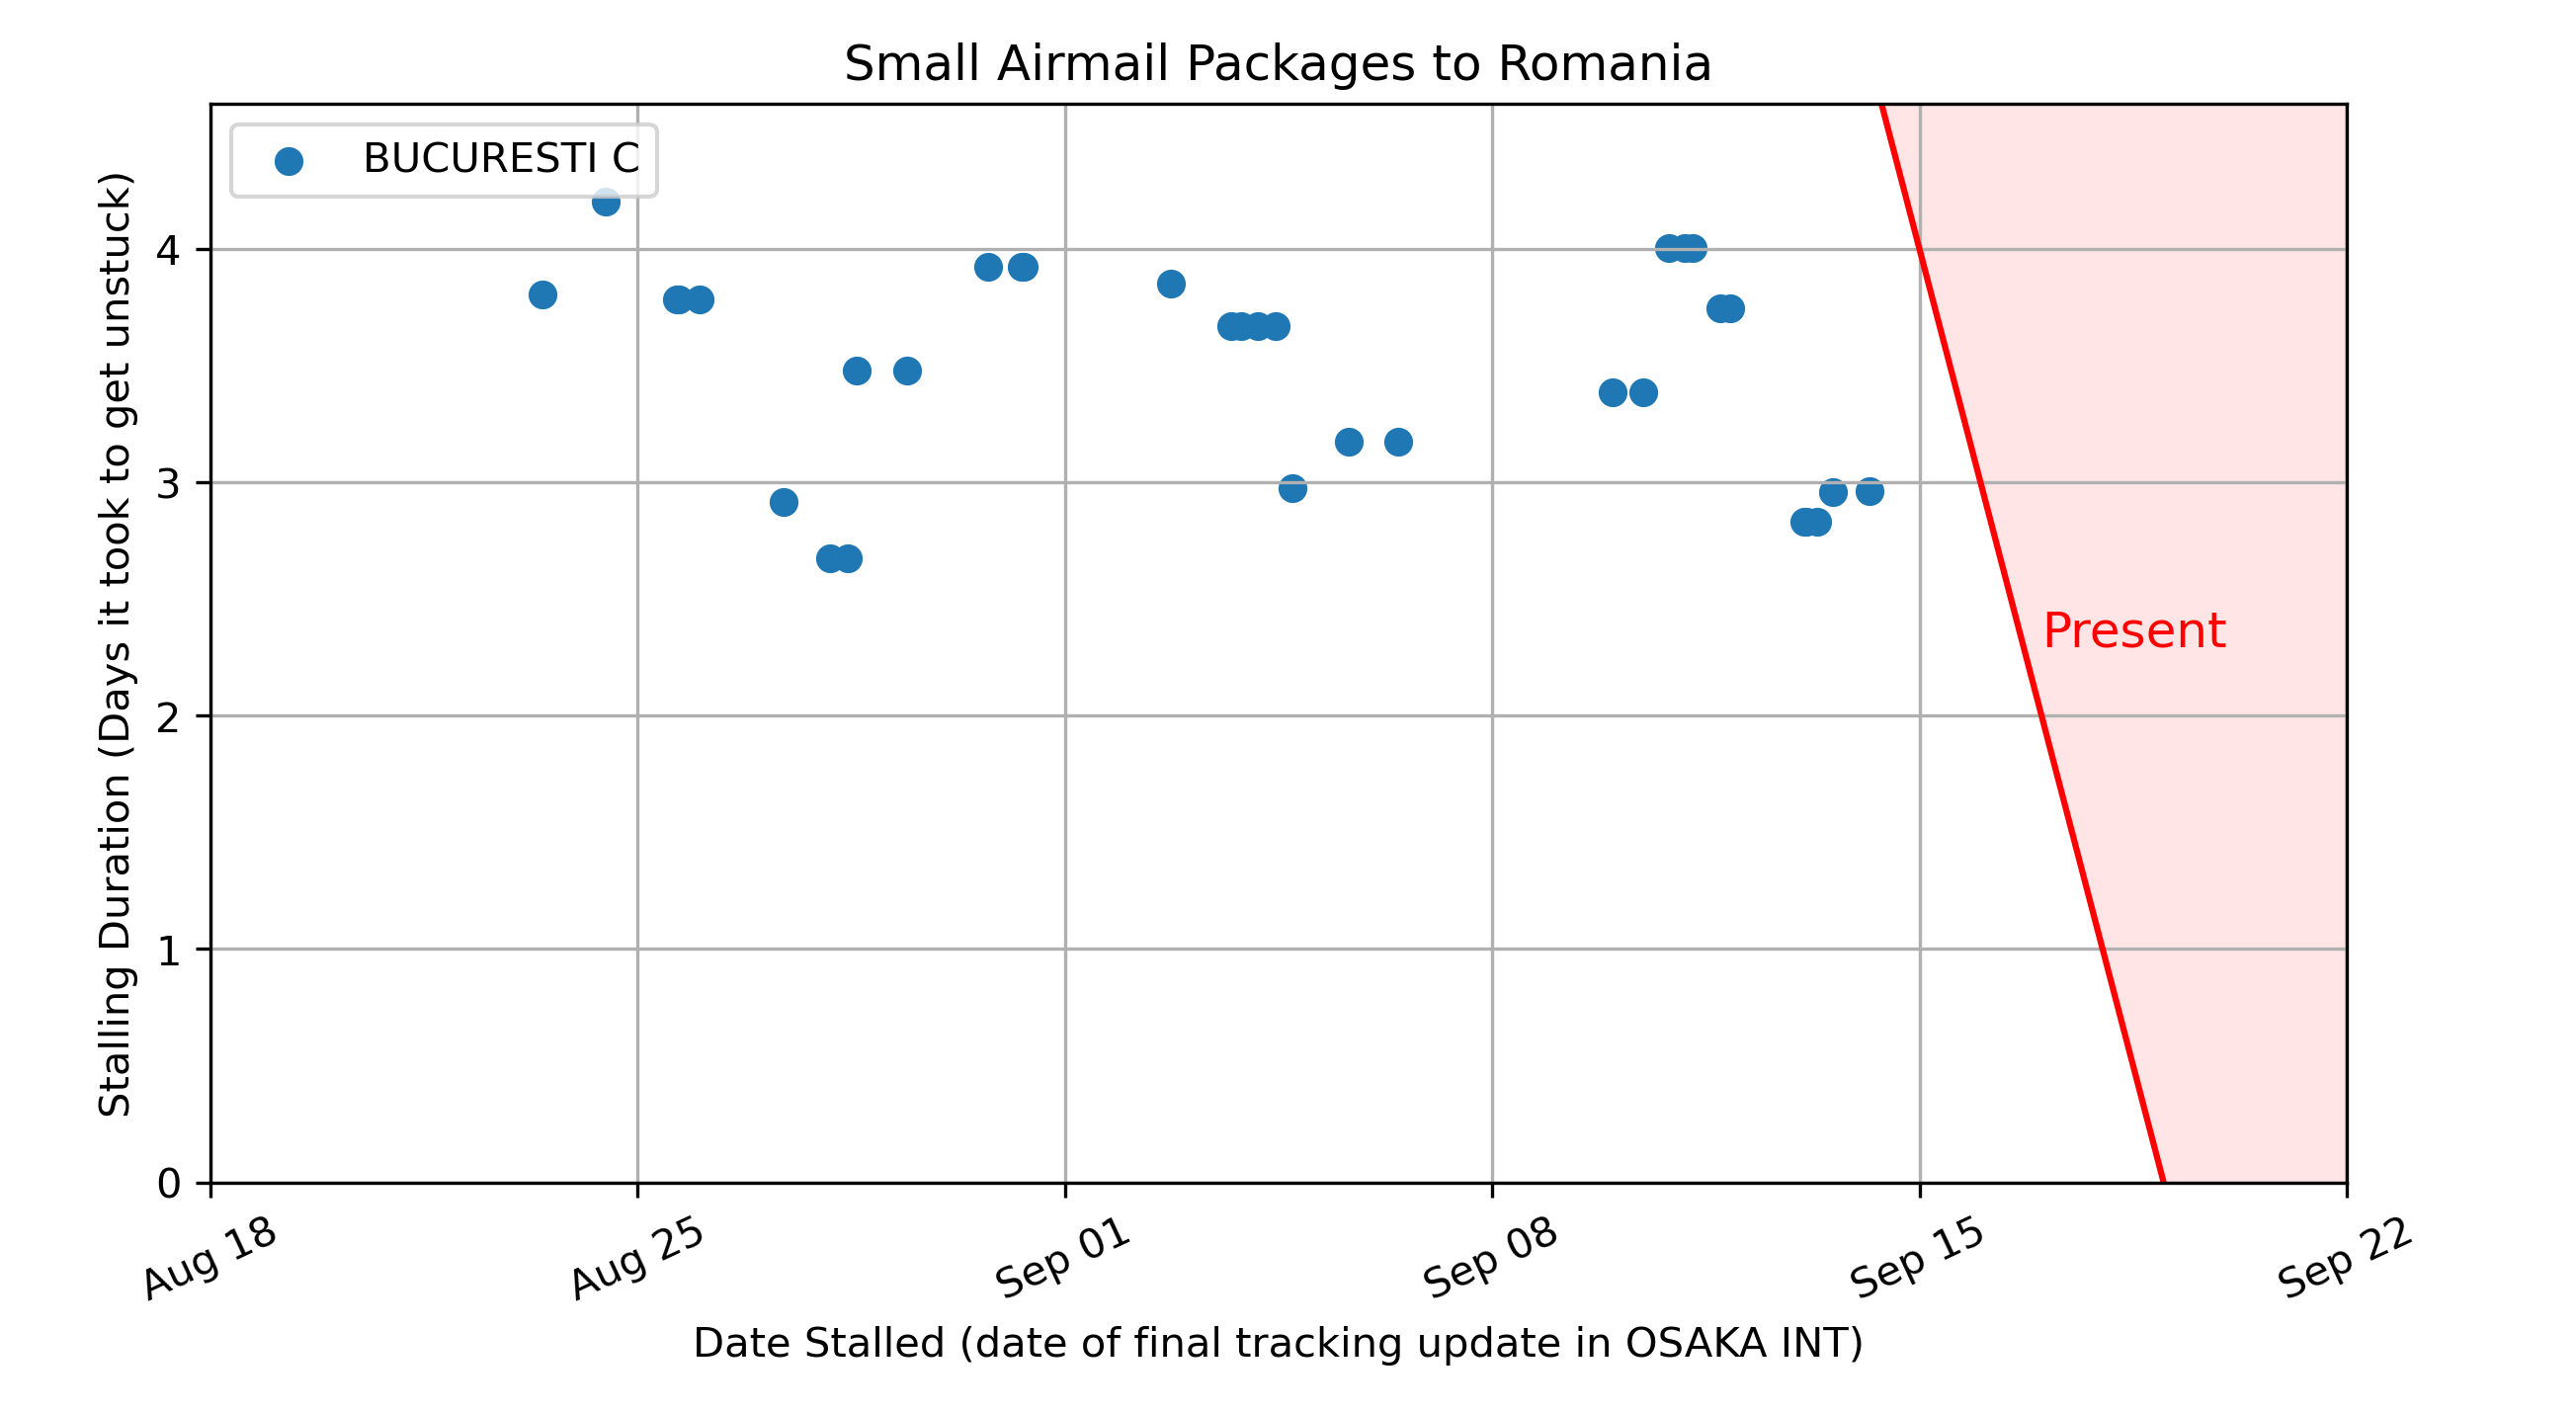 Small Airmail Packages to Romania
BUCURESTI C
Stalling Duration (Days it took to get unstuck)
4
3
2
1
0
Present
Aug 18
Aug 25
Sep 01
Sep 08
Sep 15
Sep 22
Date Stalled (date of final tracking update in OSAKA INT)